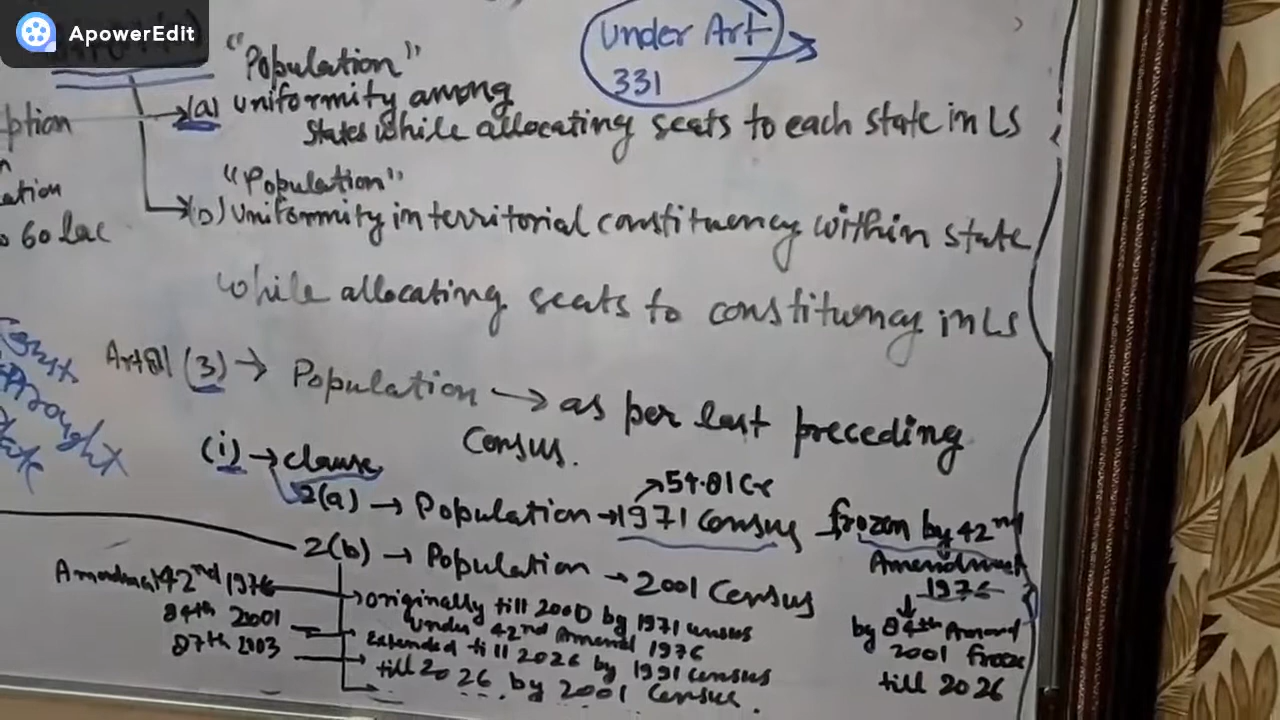 ApowerEdit
Under Art
331
"Population"
ption
(a) uniformity among
States while allocating seats to each state in LS
ation
"Population"
60 lac
(b) Uniformity in territorial constituency within state
while allocating seats to constituency in LS
Art 81 (3) → Population → as per last preceding
Census.
(i) → clause
2(a) → Population → 1971 Census → frozen by 42nd
54.81 Cr
Amendment
1976
↓
by 84th Amend
2001 Froze
till 2026
2(b) → Population → 2001 Census
Amendment 42nd 1976 → originally till 2000 by 1971 census
under 42nd Amend 1976
84th 2001 → Extended till 2026 by 1991 census
87th 2003 → till 2026 by 2001 Census.